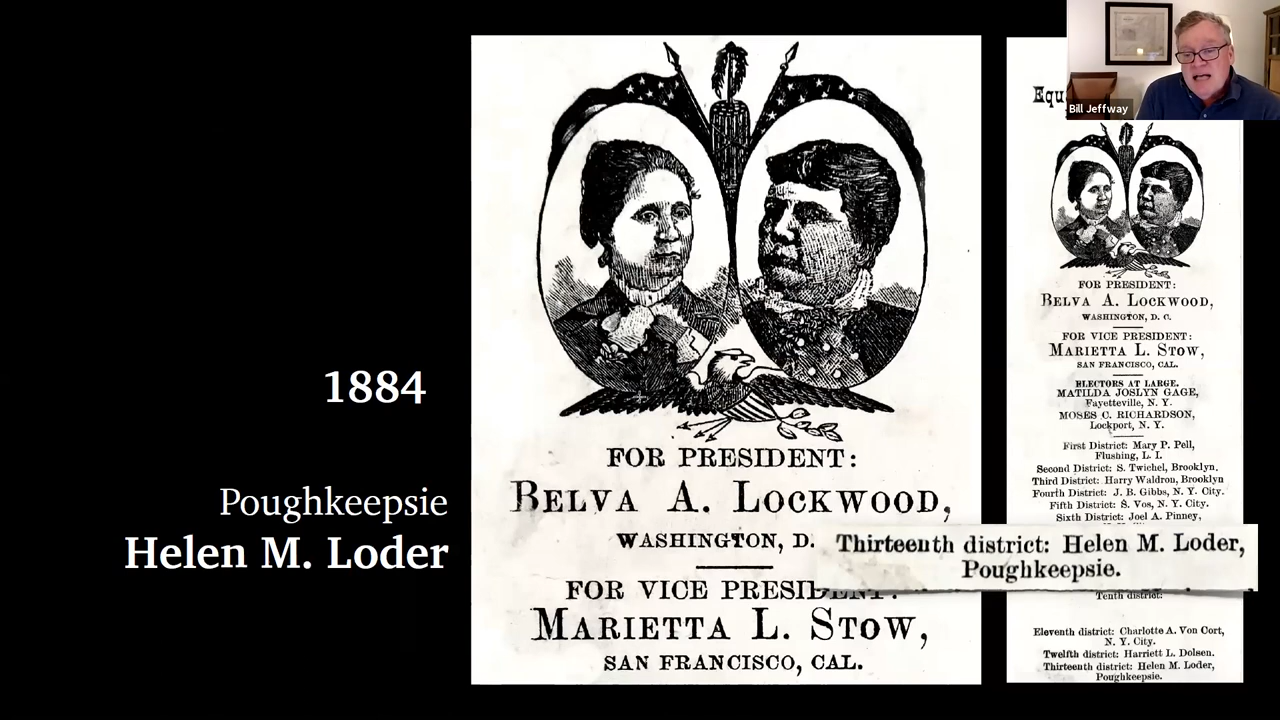 1884
Poughkeepsie
Helen M. Loder
FOR PRESIDENT:
BELVA A. LOCKWOOD,
WASHINGTON, D.
FOR VICE PRESIDENT:
MARIETTA L. STOW,
SAN FRANCISCO, CAL.
Bill Jeffway
Equ
FOR PRESIDENT:
BELVA A. LOCKWOOD,
WASHINGTON, D. C.
FOR VICE PRESIDENT:
MARIETTA L. STOW,
SAN FRANCISCO, CAL.
ELECTORS AT LARGE.
MATILDA JOSLYN GAGE,
Fayetteville, N. Y.
MOSES C. RICHARDSON,
Lockport, N. Y.
First District: Mary P. Pell,
Flushing, L. I.
Second District: S. Twichel, Brooklyn.
Third District: Harry Waldron, Brooklyn
Fourth District: J. B. Gibbs, N. Y. City.
Fifth District: S. Vos, N. Y. City.
Sixth District: Joel A. Pinney,
Thirteenth district: Helen M. Loder,
Poughkeepsie.
Tenth district:
Eleventh district: Charlotte A. Von Cort,
N. Y. City.
Twelfth district: Harriett L. Dolsen.
Thirteenth district: Helen M. Loder,
Poughkeepsie.